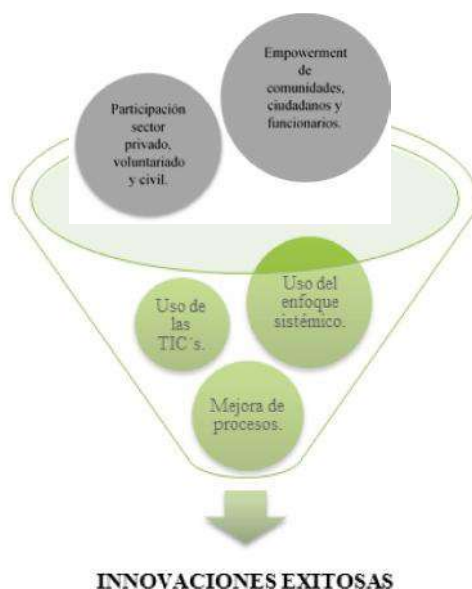 Empowerment
de
comunidades,
ciudadanos y
funcionarios.
Participación
sector
privado,
voluntariado
y civil.
Uso del
enfoque
sistémico.
Uso de
las
TIC´s.
Mejora de
procesos.
INNOVACIONES EXITOSAS